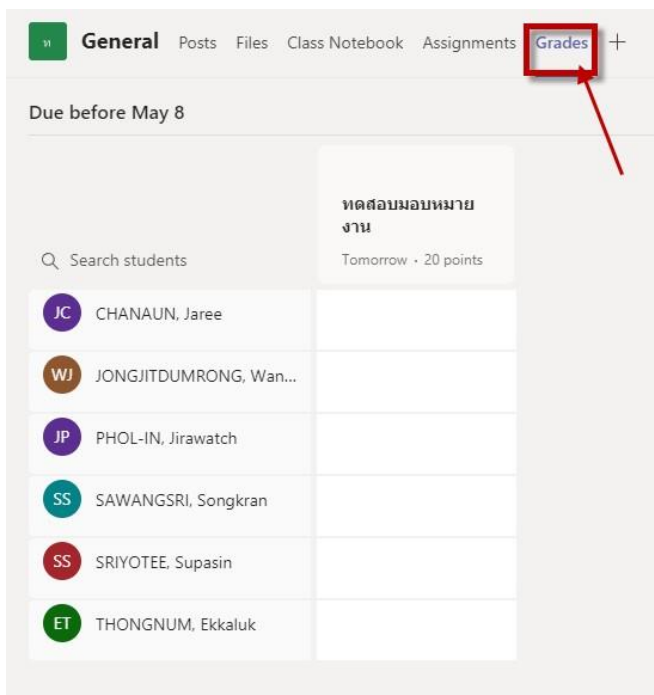 ท General Posts Files Class Notebook Assignments Grades +
Due before May 8
ทดสอบมอบหมาย
งาน
Search students
Tomorrow • 20 points
JC CHANAUN, Jaree
WJ JONGJITDUMRONG, Wan...
JP PHOL-IN, Jirawatch
SS SAWANGSRI, Songkran
SS SRIYOTEE, Supasin
ET THONGNUM, Ekkaluk